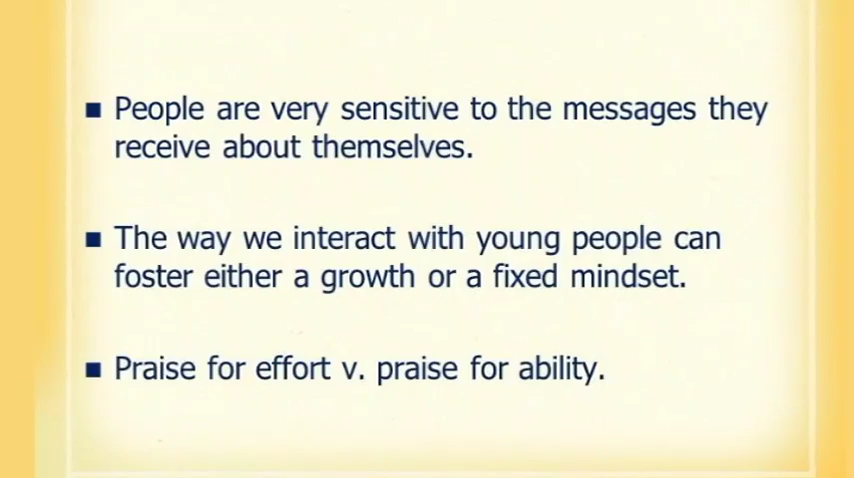 ■ People are very sensitive to the messages they
receive about themselves.
■ The way we interact with young people can
foster either a growth or a fixed mindset.
■ Praise for effort v. praise for ability.